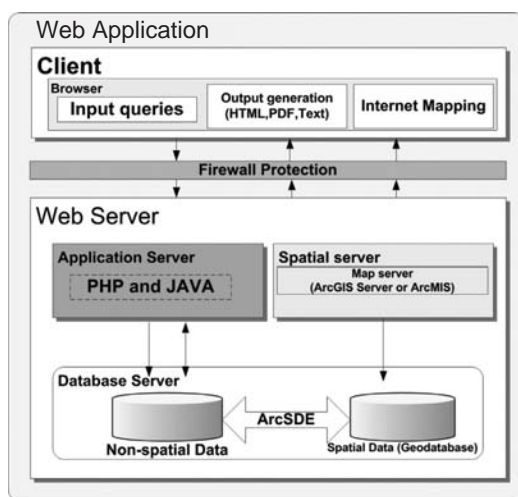 Web Application
Client
Browser
Input queries
Output generation
(HTML,PDF,Text)
Internet Mapping
Firewall Protection
Web Server
Application Server
PHP and JAVA
Spatial server
Map server
(ArcGIS Server or ArcMIS)
Database Server
ArcSDE
Non-spatial Data
Spatial Data (Geodatabase)